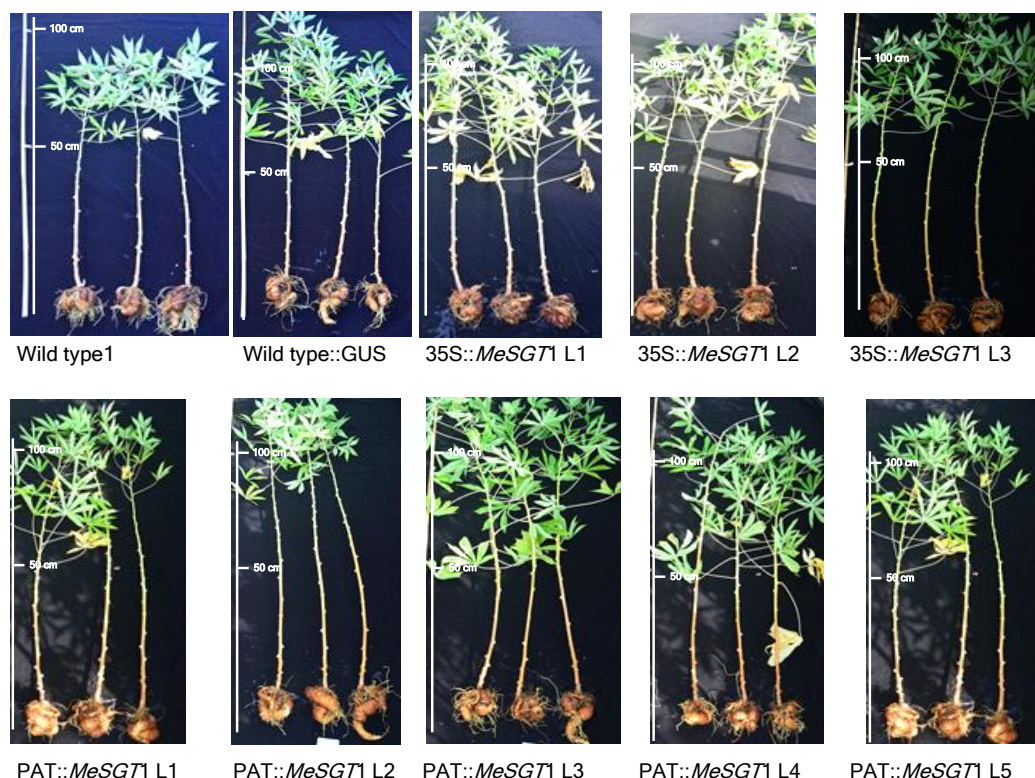 100 cm
50 cm
Wild type1
100 cm
50 cm
Wild type::GUS
100 cm
50 cm
35S::MeSGT1 L1
100 cm
50 cm
35S::MeSGT1 L2
100 cm
50 cm
35S::MeSGT1 L3
100 cm
50 cm
PAT::MeSGT1 L1
100 cm
50 cm
PAT::MeSGT1 L2
100 cm
50 cm
PAT::MeSGT1 L3
100 cm
50 cm
PAT::MeSGT1 L4
100 cm
50 cm
PAT::MeSGT1 L5